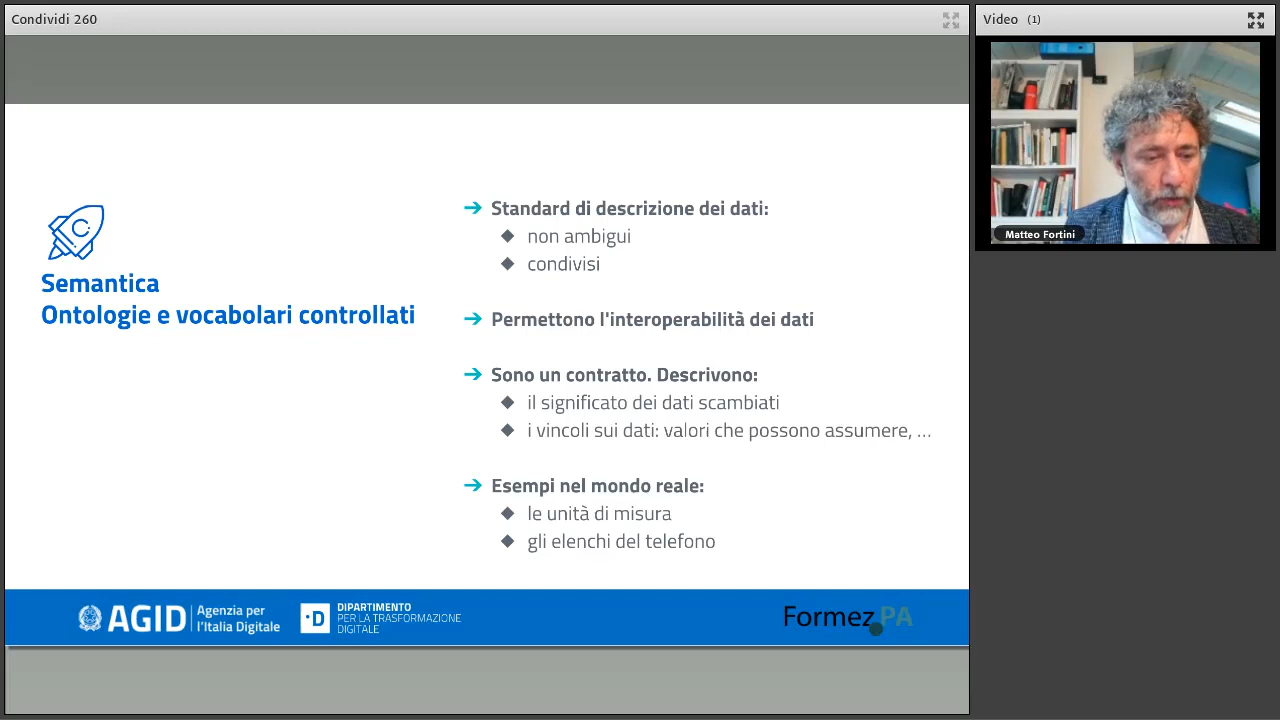 Condividi 260
Video (1)
Matteo Fortini
Semantica
Ontologie e vocabolari controllati
Standard di descrizione dei dati:
non ambigui
condivisi
Permettono l'interoperabilità dei dati
Sono un contratto. Descrivono:
il significato dei dati scambiati
i vincoli sui dati: valori che possono assumere, ...
Esempi nel mondo reale:
le unità di misura
gli elenchi del telefono
AGID
Agenzia per
l'Italia Digitale
·D
DIPARTIMENTO
PER LA TRASFORMAZIONE
DIGITALE
Formez PA